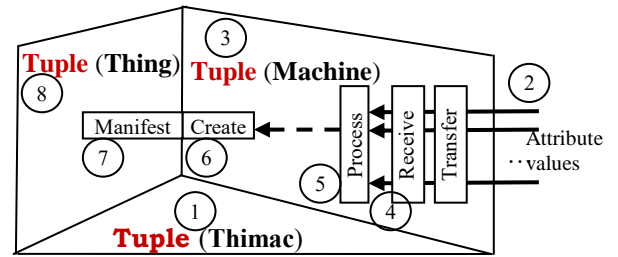 3
Tuple (Thing)
Tuple (Machine)
2
8
Manifest
Create
Process
Receive
Transfer
Attribute
·· values
7
6
5
4
1
Tuple (Thimac)